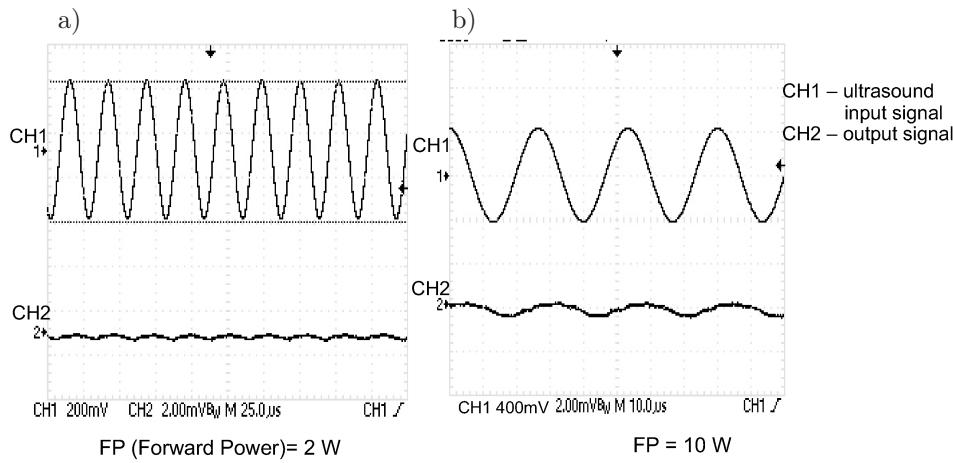 a)
b)
CH1
1
CH2
2
CH1 200mV CH2 2.00mVBw M 25.0µs CH1
FP (Forward Power)= 2 W
CH1
1
CH2
2
CH1 400mV 2.00mVBw M 10.0µs CH1
FP = 10 W
CH1 – ultrasound
input signal
CH2 – output signal